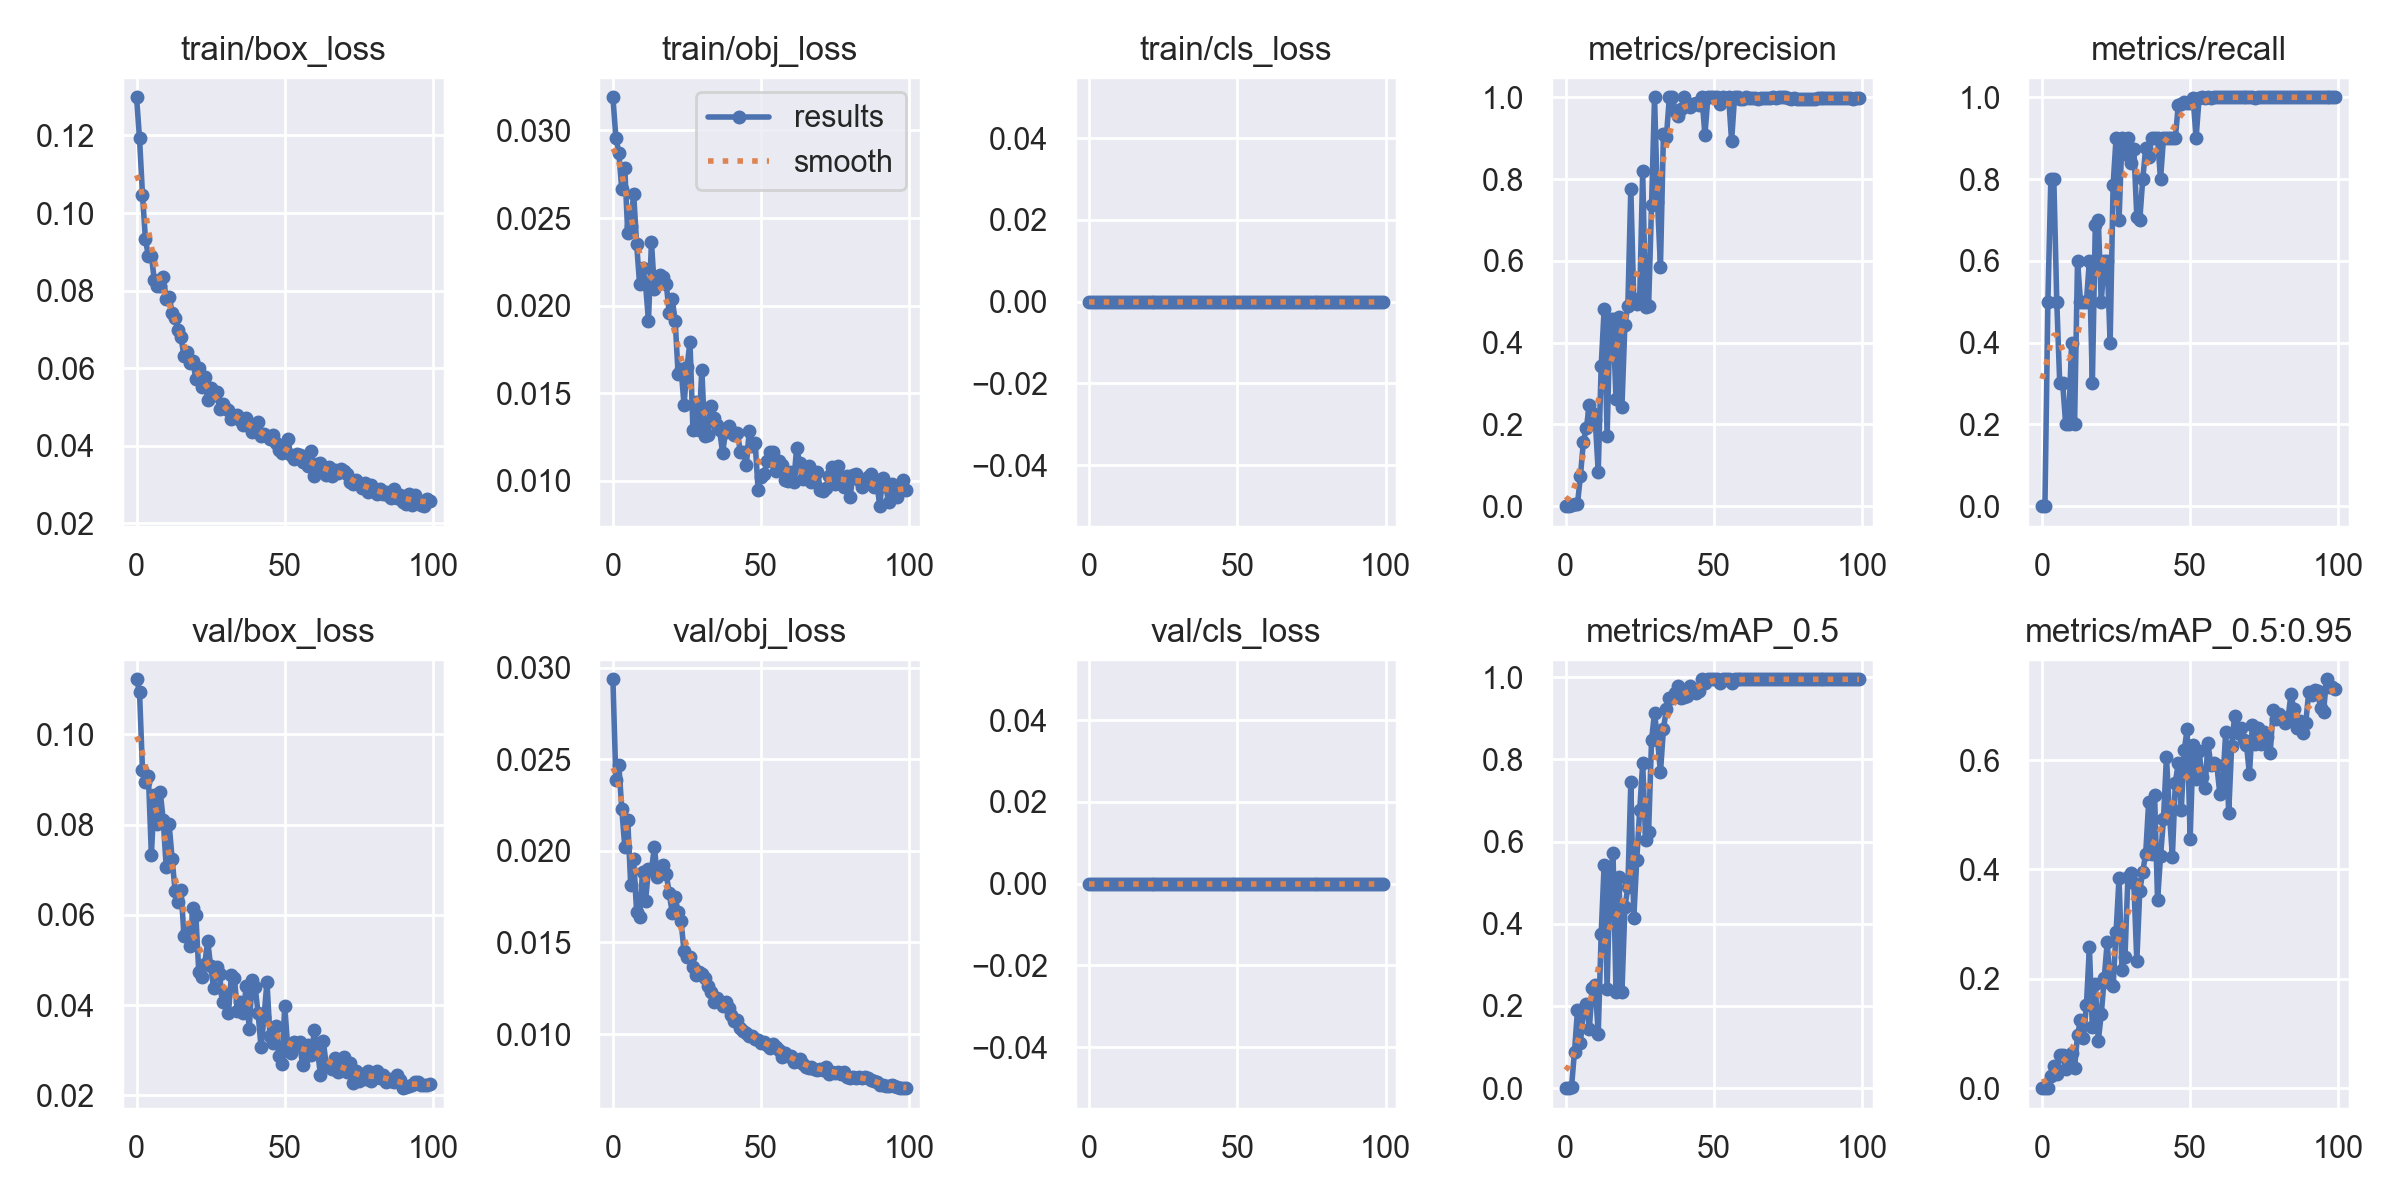 train/box_loss
0.12
0.10
0.08
0.06
0.04
0.02
0 50 100
train/obj_loss
results
smooth
0.030
0.025
0.020
0.015
0.010
0 50 100
train/cls_loss
0.04
0.02
0.00
−0.02
−0.04
0 50 100
metrics/precision
1.0
0.8
0.6
0.4
0.2
0.0
0 50 100
metrics/recall
1.0
0.8
0.6
0.4
0.2
0.0
0 50 100
val/box_loss
0.10
0.08
0.06
0.04
0.02
0 50 100
val/obj_loss
0.030
0.025
0.020
0.015
0.010
0 50 100
val/cls_loss
0.04
0.02
0.00
−0.02
−0.04
0 50 100
metrics/mAP_0.5
1.0
0.8
0.6
0.4
0.2
0.0
0 50 100
metrics/mAP_0.5:0.95
0.6
0.4
0.2
0.0
0 50 100